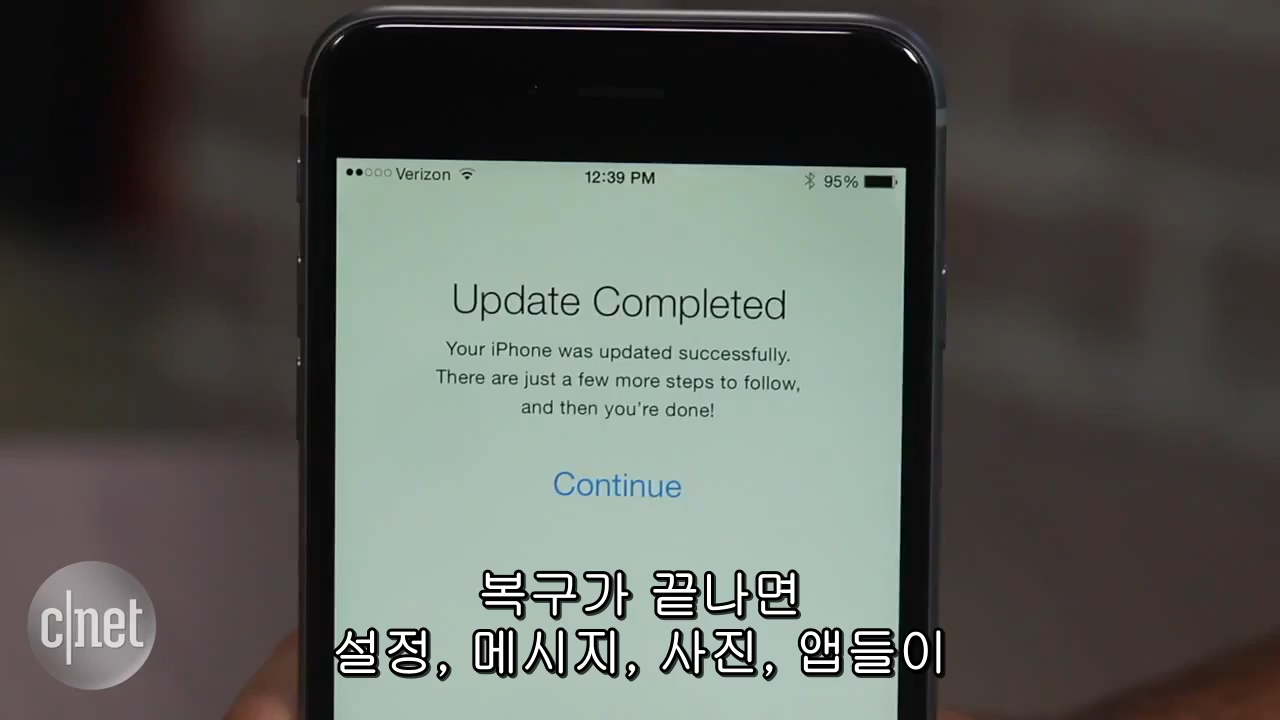 Verizon 12:39 PM 95%
Update Completed
Your iPhone was updated successfully.
There are just a few more steps to follow,
and then you're done!
Continue
복구가 끝나면
설정, 메시지, 사진, 앱들이
c|net